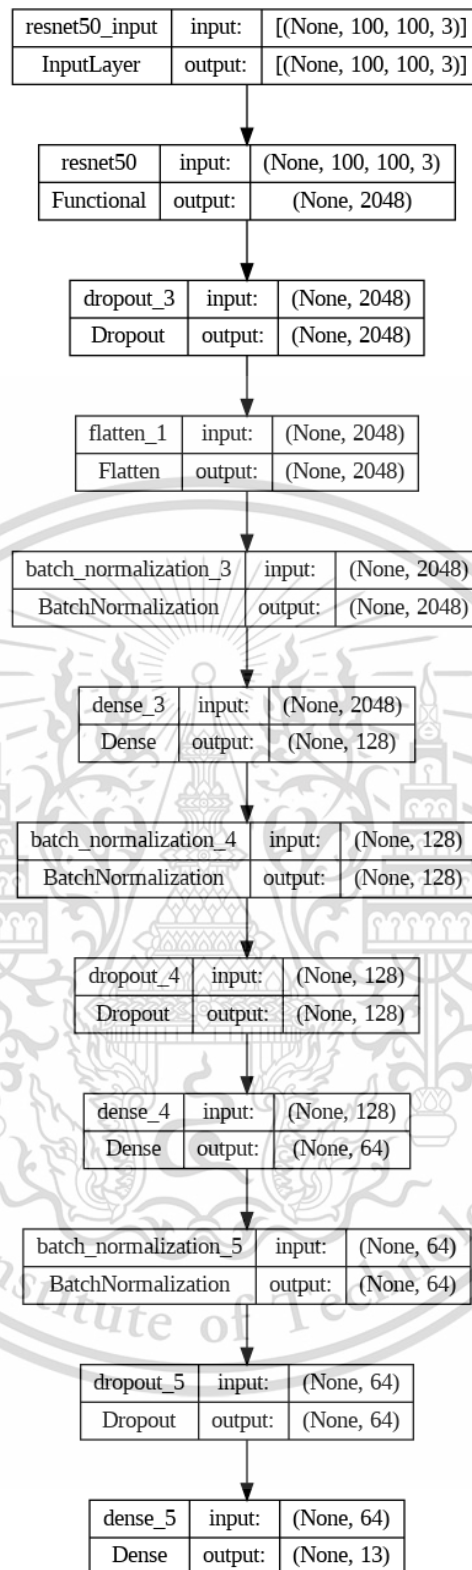 resnet50_input input: [(None, 100, 100, 3)]
InputLayer output: [(None, 100, 100, 3)]
resnet50 input: (None, 100, 100, 3)
Functional output: (None, 2048)
dropout_3 input: (None, 2048)
Dropout output: (None, 2048)
flatten_1 input: (None, 2048)
Flatten output: (None, 2048)
batch_normalization_3 input: (None, 2048)
BatchNormalization output: (None, 2048)
dense_3 input: (None, 2048)
Dense output: (None, 128)
batch_normalization_4 input: (None, 128)
BatchNormalization output: (None, 128)
dropout_4 input: (None, 128)
Dropout output: (None, 128)
dense_4 input: (None, 128)
Dense output: (None, 64)
batch_normalization_5 input: (None, 64)
BatchNormalization output: (None, 64)
stitute of Technolo
dropout_5 input: (None, 64)
Dropout output: (None, 64)
dense_5 input: (None, 64)
Dense output: (None, 13)